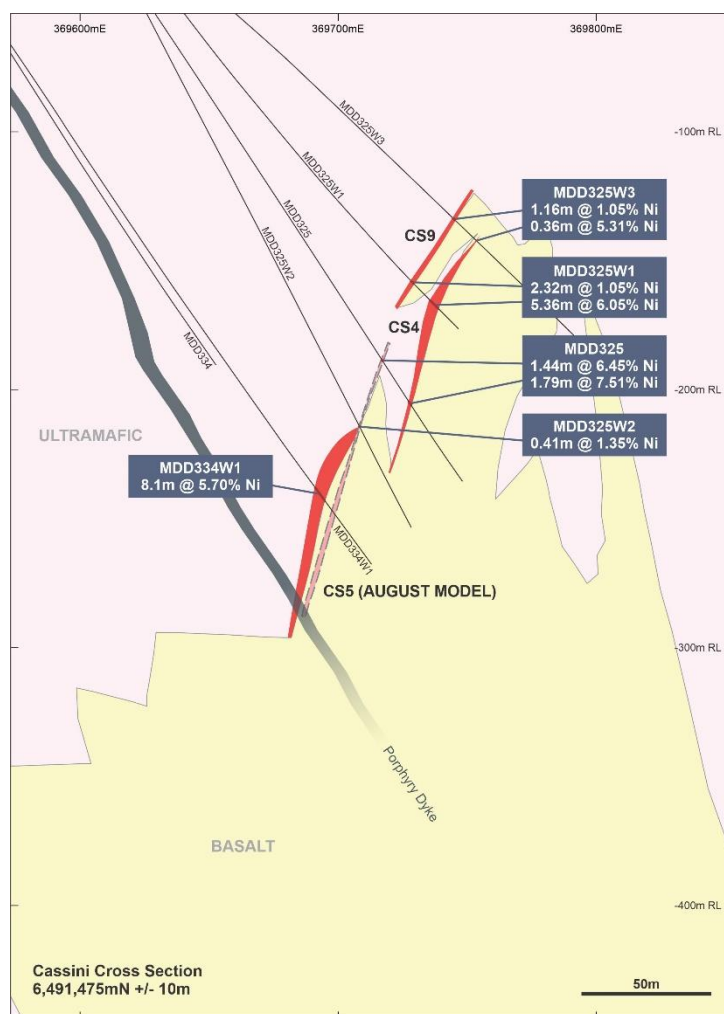 369600mE
369700mE
369800mE
-100m RL
MDD325W3
MDD325W1
MDD325
MDD325W2
MDD334
MDD325W3
1.16m @ 1.05% Ni
0.36m @ 5.31% Ni
CS9
MDD325W1
2.32m @ 1.05% Ni
5.36m @ 6.05% Ni
CS4
MDD325
1.44m @ 6.45% Ni
1.79m @ 7.51% Ni
-200m RL
MDD325W2
0.41m @ 1.35% Ni
ULTRAMAFIC
MDD334W1
8.1m @ 5.70% Ni
MDD334W1
CS5 (AUGUST MODEL)
-300m RL
Porphyry Dyke
BASALT
-400m RL
Cassini Cross Section
6,491,475mN +/- 10m
50m